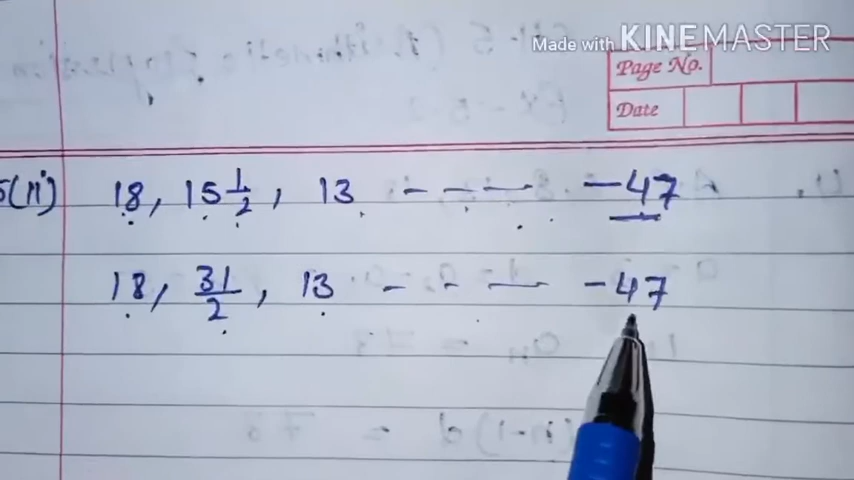 Made with KINEMASTER
Page No.
Date
5(ii) 18, 15 1/2, 13 - - - -47
18, 31/2, 13 - - - -47